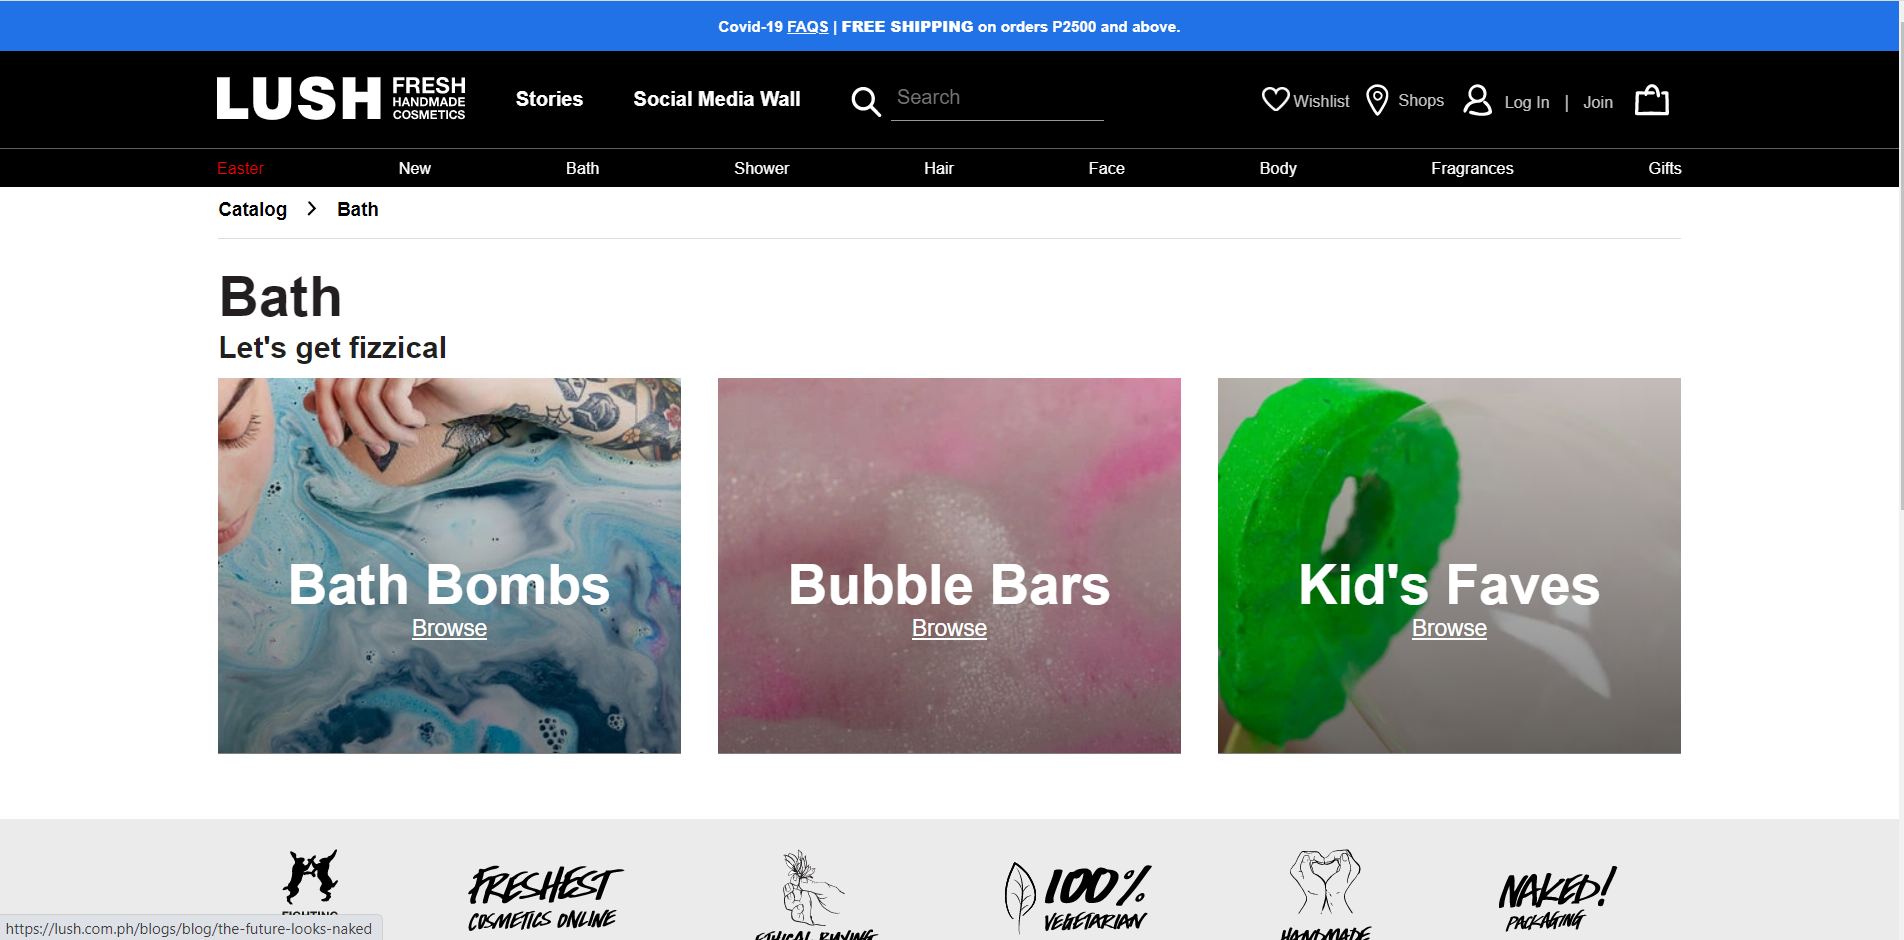 Covid-19 FAQS | FREE SHIPPING on orders P2500 and above.
LUSH FRESH HANDMADE COSMETICS
Stories
Social Media Wall
Search
Wishlist
Shops
Log In | Join
Easter New Bath Shower Hair Face Body Fragrances Gifts
Catalog > Bath
Bath
Let's get fizzical
Bath Bombs
Browse
Bubble Bars
Browse
Kid's Faves
Browse
FIGHTING
FRESHEST
COSMETICS ONLINE
ETHICAL BUYING
100%
VEGETARIAN
HANDMADE
NAKED!
PACKAGING
https://lush.com.ph/blogs/blog/the-future-looks-naked